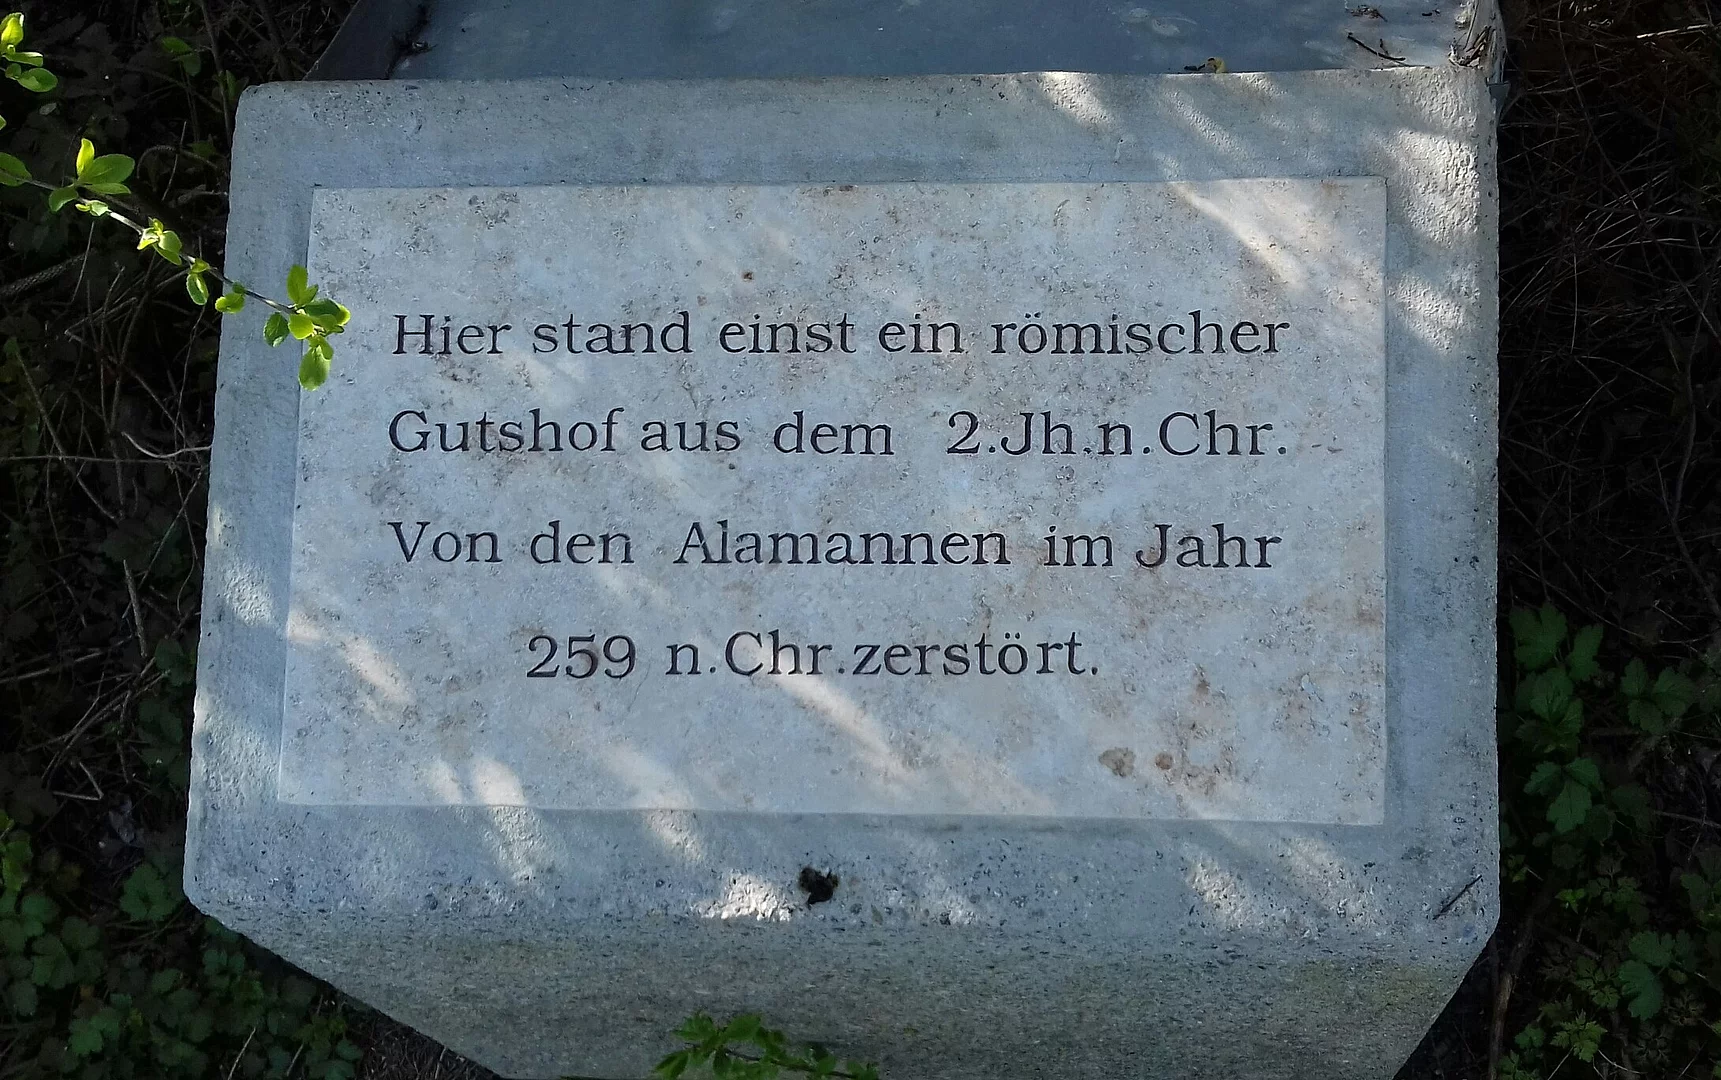 Hier stand einst ein römischer
Gutshof aus dem 2.Jh.n.Chr.
Von den Alamannen im Jahr
259 n.Chr.zerstört.